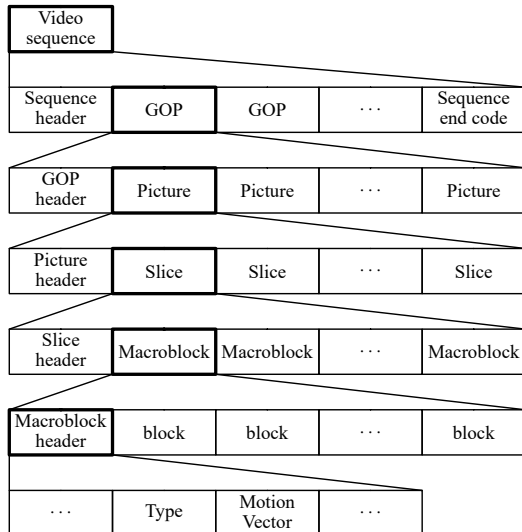 Video
sequence
Sequence
header
GOP
GOP
· · ·
Sequence
end code
GOP
header
Picture
Picture
· · ·
Picture
Picture
header
Slice
Slice
· · ·
Slice
Slice
header
Macroblock
Macroblock
· · ·
Macroblock
Macroblock
header
block
block
· · ·
block
· · ·
Type
Motion
Vector
· · ·